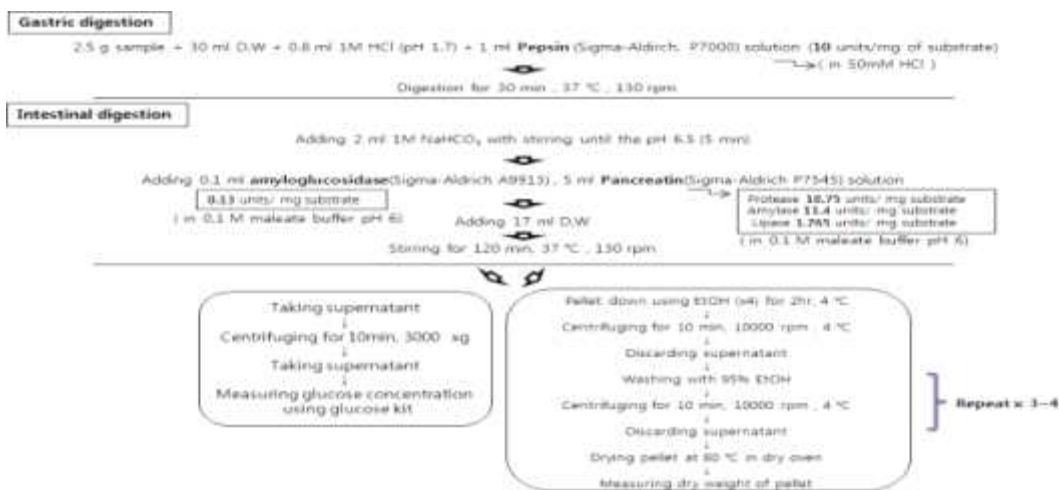 Gastric digestion
2.5 g sample + 30 ml D.W + 0.8 ml 1M HCl (pH 1.7) + 1 ml Pepsin (Sigma-Aldrich, P7000) solution (10 units/mg of substrate)
( in 50mM HCl )
Digestion for 30 min , 37 ℃ , 130 rpm
Intestinal digestion
Adding 2 ml 1M NaHCO₃ with stirring until the pH 6.5 (5 min)
Adding 0.1 ml amyloglucosidase(Sigma-Aldrich A9913) , 5 ml Pancreatin(Sigma-Aldrich P7545) solution
0.13 units/ mg substrate
( in 0.1 M maleate buffer pH 6)
Protease 10.75 units/ mg substrate
Amylase 11.4 units/ mg substrate
Lipase 1.765 units/ mg substrate
( in 0.1 M maleate buffer pH 6)
Adding 17 ml D.W
Stirring for 120 min, 37 ℃ , 130 rpm
Taking supernatant
↓
Centrifuging for 10min, 3000 xg
↓
Taking supernatant
↓
Measuring glucose concentration
using glucose kit
Pellet down using EtOH (x4) for 2hr, 4 ℃
↓
Centrifuging for 10 min, 10000 rpm , 4 ℃
↓
Discarding supernatant
↓
Washing with 95% EtOH
↓
Centrifuging for 10 min, 10000 rpm , 4 ℃
↓
Discarding supernatant
↓
Drying pellet at 80 ℃ in dry oven
↓
Measuring dry weight of pellet
Repeat x 3~4